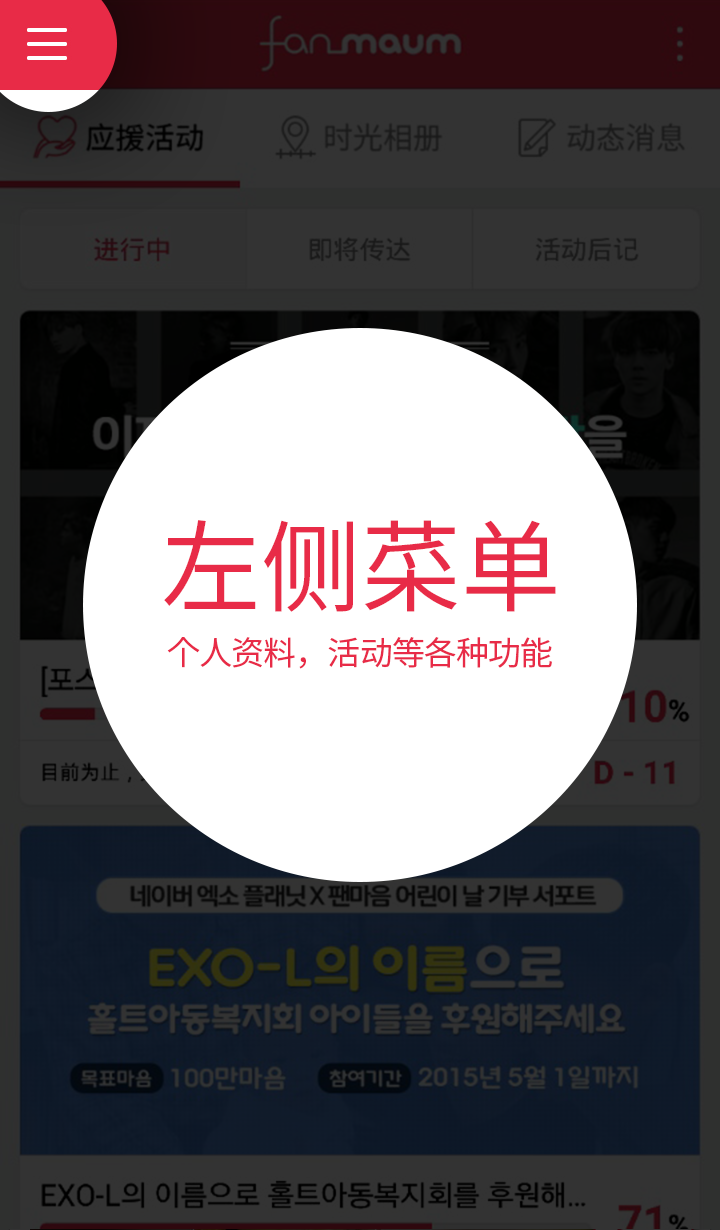 fan_maum
应援活动
时光相册
动态消息
进行中
即将传达
活动后记
左侧菜单
个人资料，活动等各种功能
[포스
10%
目前为止，
D - 11
네이버 엑소 플래닛 X 팬마음 어린이 날 기부 서포트
EXO-L의 이름으로
홀트아동복지회 아이들을 후원해주세요
목표마음 100만마음 참여기간 2015년 5월 1일까지
EXO-L의 이름으로 홀트아동복지회를 후원해...
71%